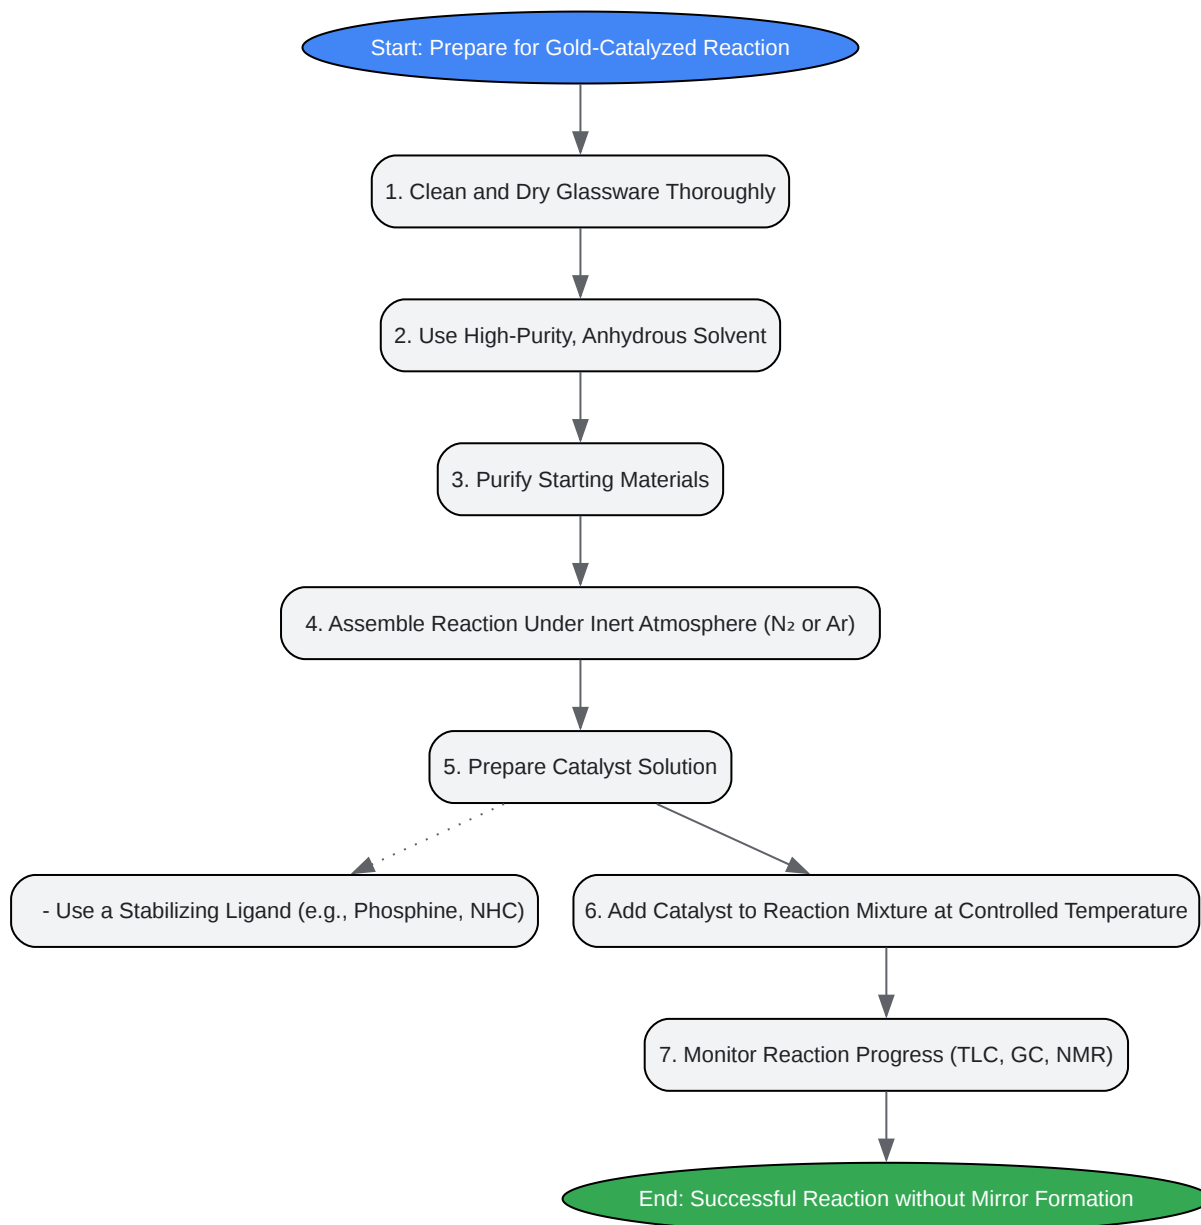 Start: Prepare for Gold-Catalyzed Reaction
1. Clean and Dry Glassware Thoroughly
2. Use High-Purity, Anhydrous Solvent
3. Purify Starting Materials
4. Assemble Reaction Under Inert Atmosphere (N₂ or Ar)
5. Prepare Catalyst Solution
- Use a Stabilizing Ligand (e.g., Phosphine, NHC)
6. Add Catalyst to Reaction Mixture at Controlled Temperature
7. Monitor Reaction Progress (TLC, GC, NMR)
End: Successful Reaction without Mirror Formation